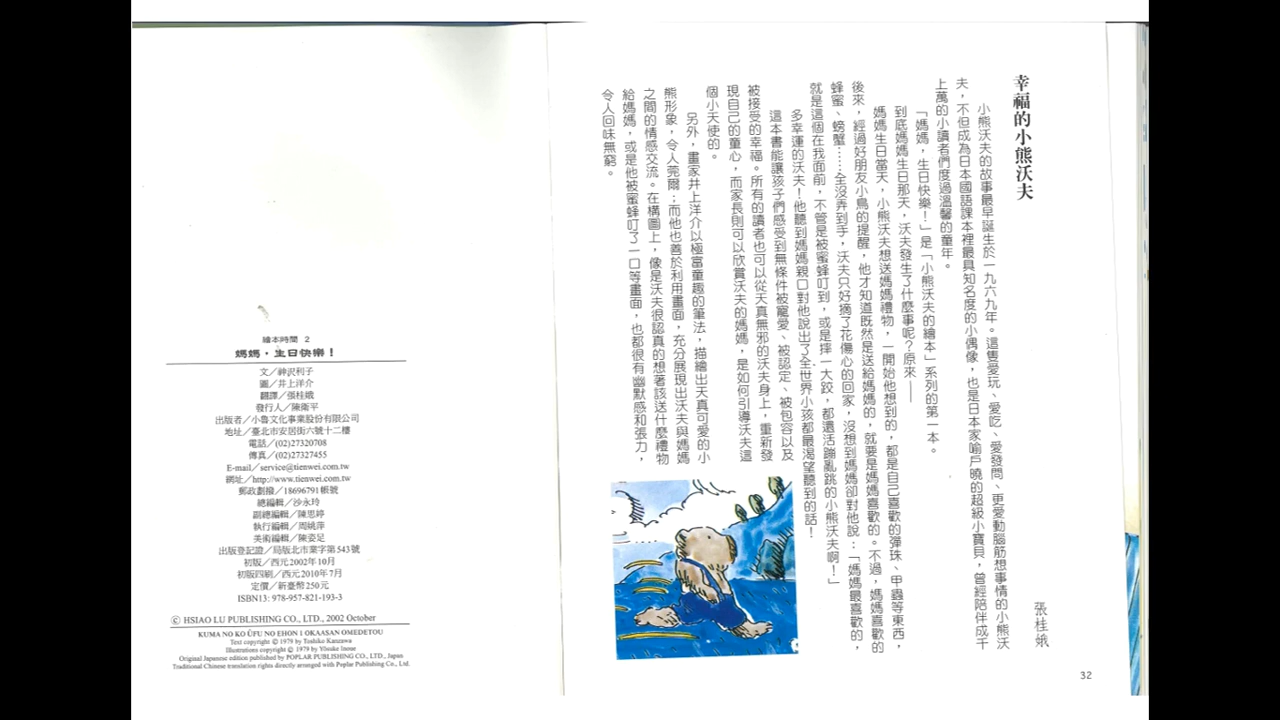 幸福的小熊沃夫
張桂娥
小熊沃夫的故事最早誕生於一九六九年。這隻愛玩、愛吃、愛發問、更愛動腦筋想事情的小熊沃
夫，不但成為日本國語課本裡最具知名度的小偶像，也是日本家喻戶曉的超級小寶貝，曾經陪伴成千
上萬的小讀者們度過溫馨的童年。
「媽媽，生日快樂！」是「小熊沃夫的繪本」系列的第一本。
到底媽媽生日那天，沃夫發生了什麼事呢？原來——
媽媽生日當天，小熊沃夫想送媽媽禮物，一開始他想到的，都是自己喜歡的彈珠、甲蟲等東西，
後來，經過好朋友小鳥的提醒，他才知道既然是送給媽媽的，就要是媽媽喜歡的。不過，媽媽喜歡的
蜂蜜、螃蟹……全沒弄到手，沃夫只好摘了花傷心的回家，沒想到媽媽卻對他說：「媽媽最喜歡的，
就是這個在我面前，不管是被蜜蜂叮到，或是摔一大跤，都還活蹦亂跳的小熊沃夫啊！」
多幸運的沃夫！他聽到媽媽親口對他說出了全世界小孩都最渴望聽到的話！
這本書能讓孩子們感受到無條件被寵愛、被認定、被包容以及
被接受的幸福。所有的讀者也可以從天真無邪的沃夫身上，重新發
現自己的童心，而家長則可以欣賞沃夫的媽媽，是如何引導沃夫這
個小天使的。
另外，畫家井上洋介以極富童趣的筆法，描繪出天真可愛的小
熊形象，令人莞爾；而他也善於利用畫面，充分展現出沃夫與媽媽
之間的情感交流。在構圖上，像是沃夫很認真的想著該送什麼禮物
給媽媽，或是他被蜜蜂叮了一口等畫面，也都很有幽默感和張力，
令人回味無窮。
32
繪本時間 2
媽媽，生日快樂！
文／神沢利子
圖／井上洋介
翻譯／張桂娥
發行人／陳衛平
出版者／小魯文化事業股份有限公司
地址／臺北市安居街六號十二樓
電話／(02)27320708
傳真／(02)27327455
E-mail／service@tienwei.com.tw
網址／http://www.tienwei.com.tw
郵政劃撥／18696791帳號
總編輯／沙永玲
副總編輯／陳思婷
執行編輯／周嬈萍
美術編輯／陳姿足
出版登記證／局版北市業字第543號
初版／西元2002年10月
初版四刷／西元2010年7月
定價／新臺幣250元
ISBN13: 978-957-821-193-3
Ⓒ HSIAO LU PUBLISHING CO., LTD., 2002 October
KUMA NO KO ÛFU NO EHON 1 OKAASAN OMEDETOU
Text copyright © 1979 by Toshiko Kanzawa
Illustrations copyright © 1979 by Yôsuke Inoue
Original Japanese edition published by POPLAR PUBLISHING CO., LTD., Japan
Traditional Chinese translation rights directly arranged with Poplar Publishing Co., Ltd.